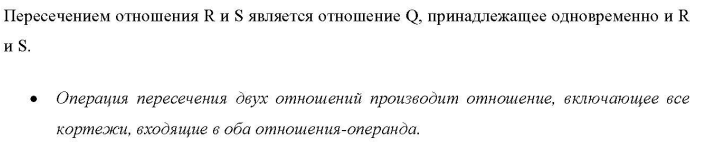 Пересечением отношения R и S является отношение Q, принадлежащее одновременно и R
и S.
• Операция пересечения двух отношений производит отношение, включающее все
кортежи, входящие в оба отношения-операнда.